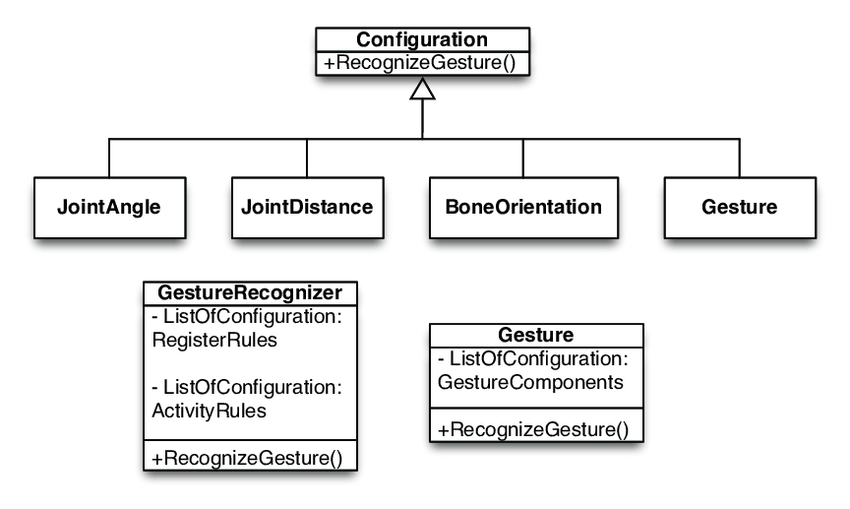 Configuration
+RecognizeGesture()
JointAngle
JointDistance
BoneOrientation
Gesture
GestureRecognizer
- ListOfConfiguration:
RegisterRules
- ListOfConfiguration:
ActivityRules
+RecognizeGesture()
Gesture
- ListOfConfiguration:
GestureComponents
+RecognizeGesture()